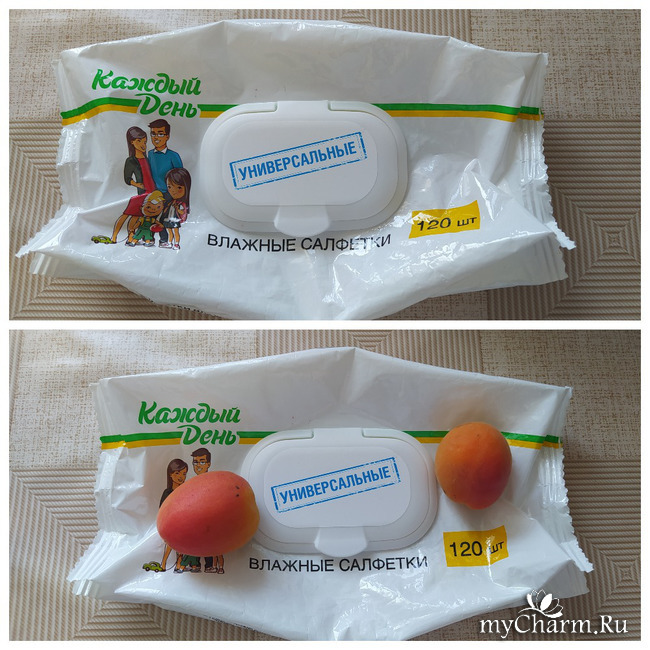 Каждый
День
УНИВЕРСАЛЬНЫЕ
120 шт
ВЛАЖНЫЕ САЛФЕТКИ
Каждый
День
УНИВЕРСАЛЬНЫЕ
120 шт
ВЛАЖНЫЕ САЛФЕТКИ
myCharm.Ru